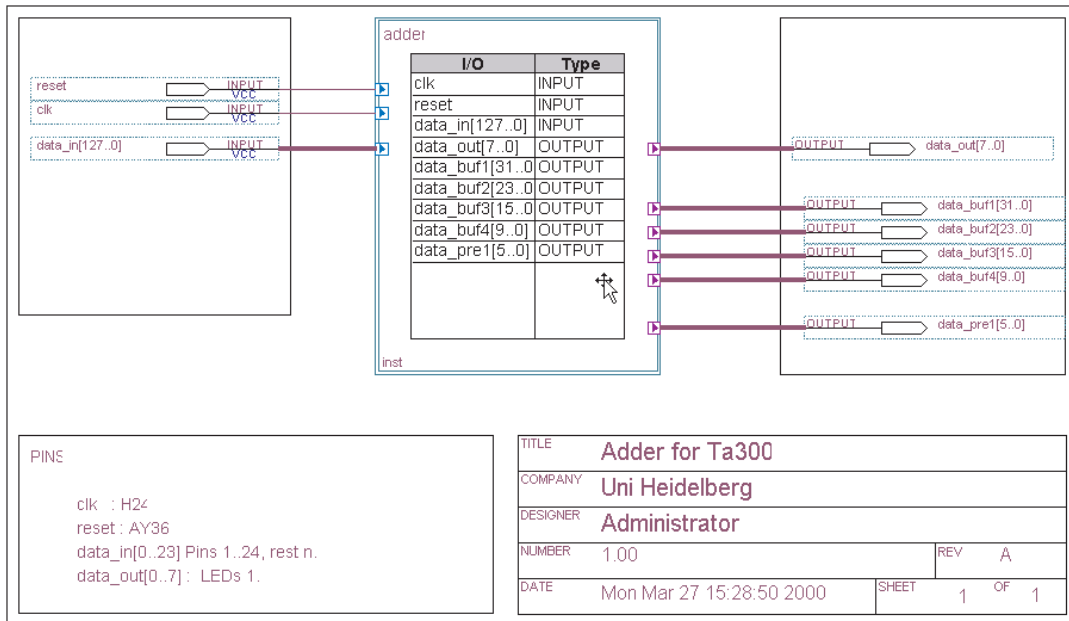 adder
I/O Type
clk INPUT
reset INPUT
data_in[127..0] INPUT
data_out[7..0] OUTPUT
data_buf1[31..0 OUTPUT
data_buf2[23..0 OUTPUT
data_buf3[15..0 OUTPUT
data_buf4[9..0] OUTPUT
data_pre1[5..0] OUTPUT
inst
reset INPUT
VCC
clk INPUT
VCC
data_in[127..0] INPUT
VCC
OUTPUT data_out[7..0]
OUTPUT data_buf1[31..0]
OUTPUT data_buf2[23..0]
OUTPUT data_buf3[15..0]
OUTPUT data_buf4[9..0]
OUTPUT data_pre1[5..0]
PINS
clk : H24
reset : AY36
data_in[0..23] Pins 1..24, rest n.
data_out[0..7] : LEDs 1.
TITLE Adder for Ta300
COMPANY Uni Heidelberg
DESIGNER Administrator
NUMBER 1.00 REV A
DATE Mon Mar 27 15:28:50 2000 SHEET 1 OF 1